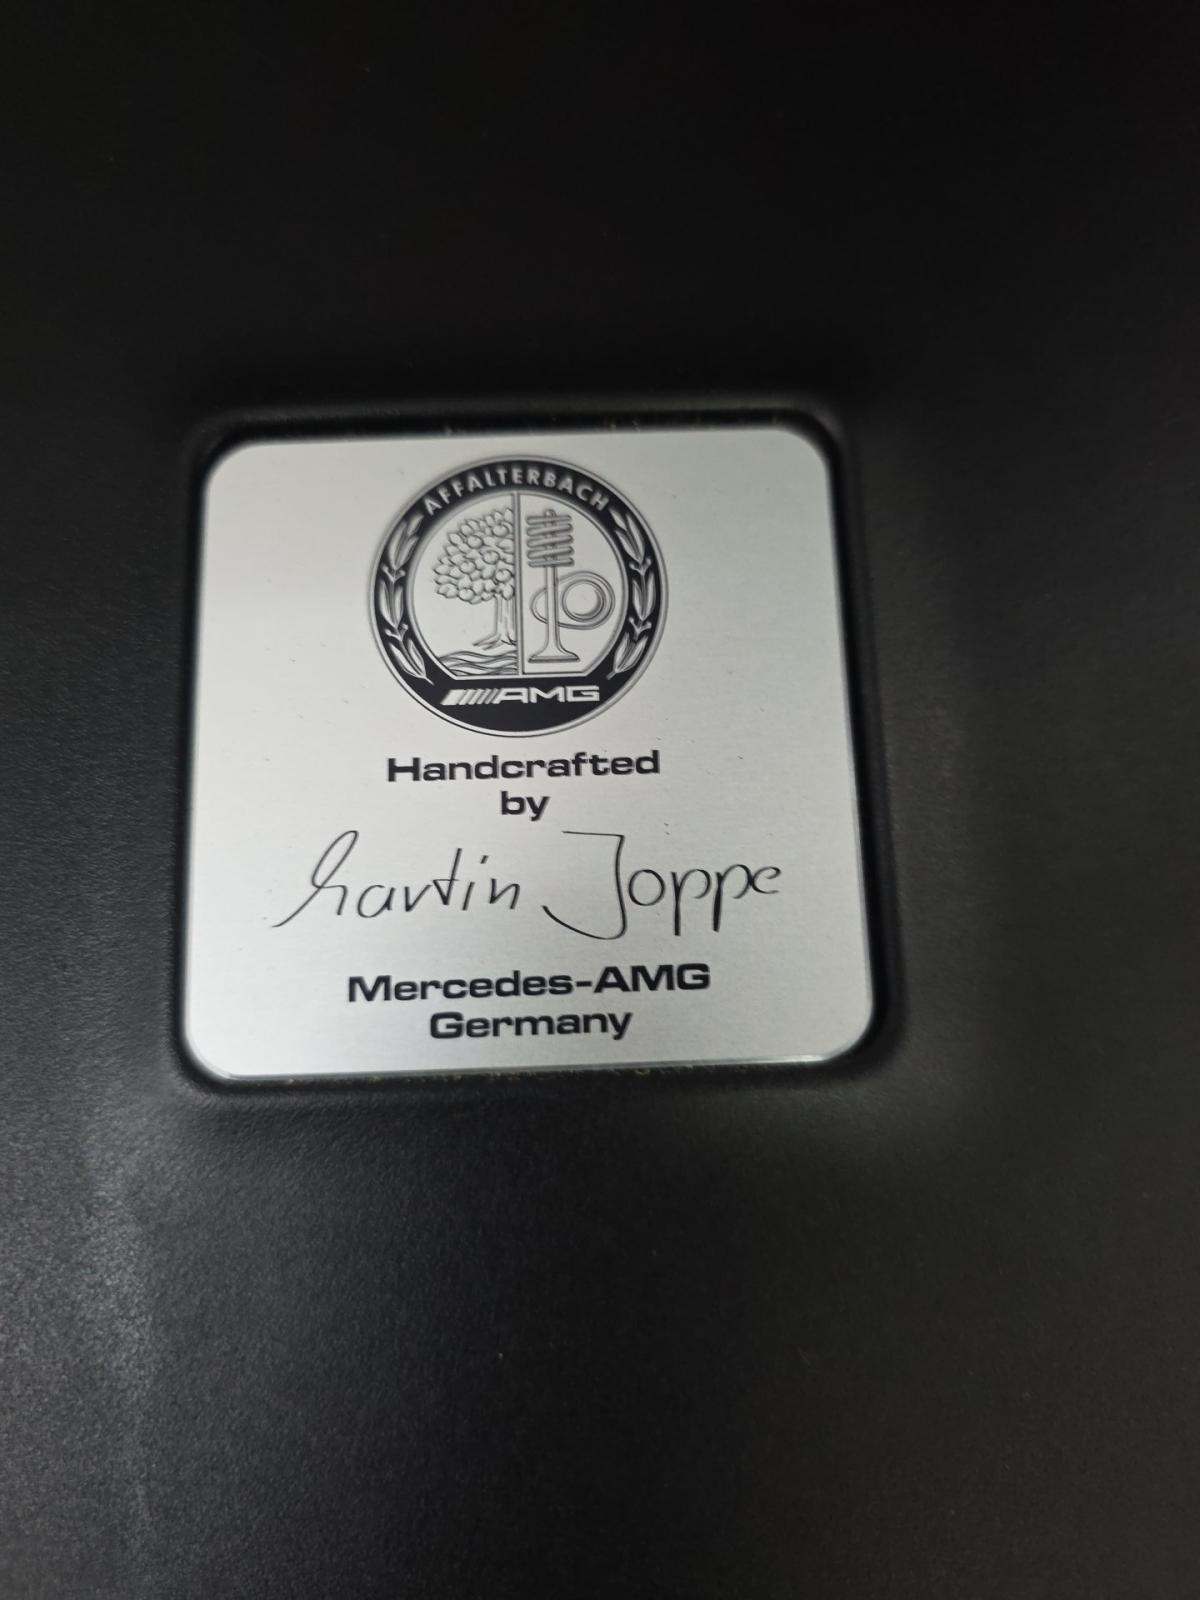 AFFALTERBACH
AMG
Handcrafted
by
Martin Joppe
Mercedes-AMG
Germany